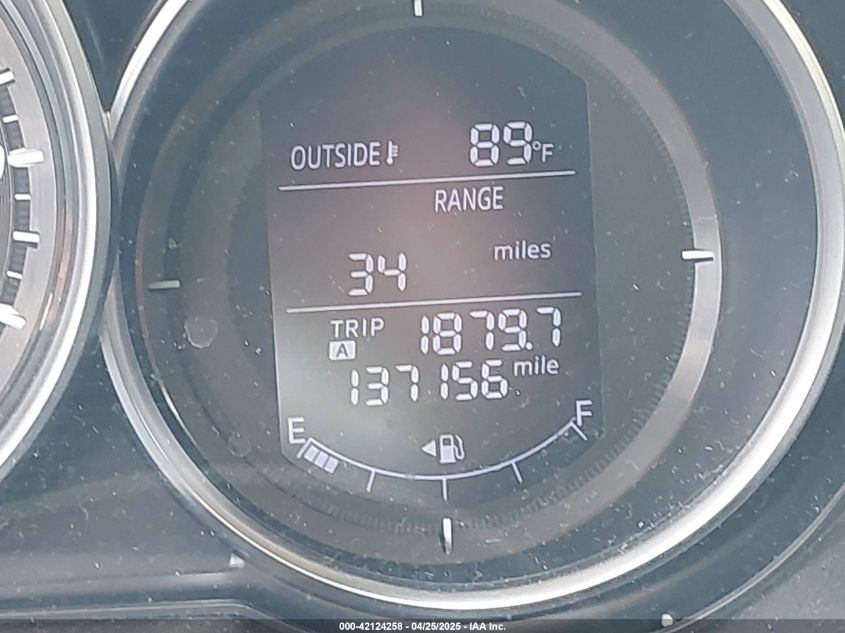 OUTSIDE 89°F
RANGE
34 miles
TRIP A 1879.7
137156 mile
E F
000-42124258 - 04/25/2025 - IAA Inc.